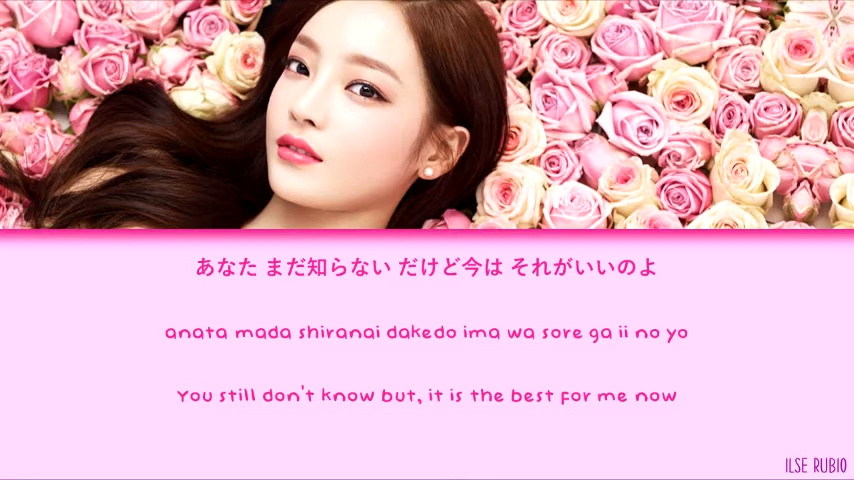 あなた まだ知らない だけど今は それがいいのよ
anata mada shiranai dakedo ima wa sore ga ii no yo
You still don't know but, it is the best for me now
ILSE RUBIO